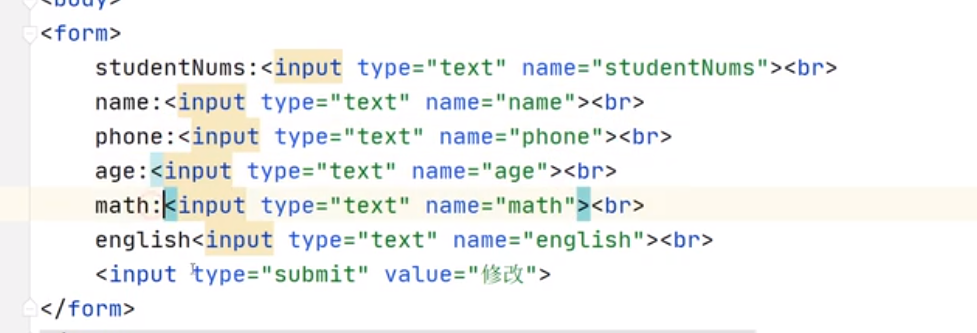 <body>
<form>
studentNums:<input type="text" name="studentNums"><br>
name:<input type="text" name="name"><br>
phone:<input type="text" name="phone"><br>
age:<input type="text" name="age"><br>
math:<input type="text" name="math"><br>
english<input type="text" name="english"><br>
<input type="submit" value="修改">
</form>